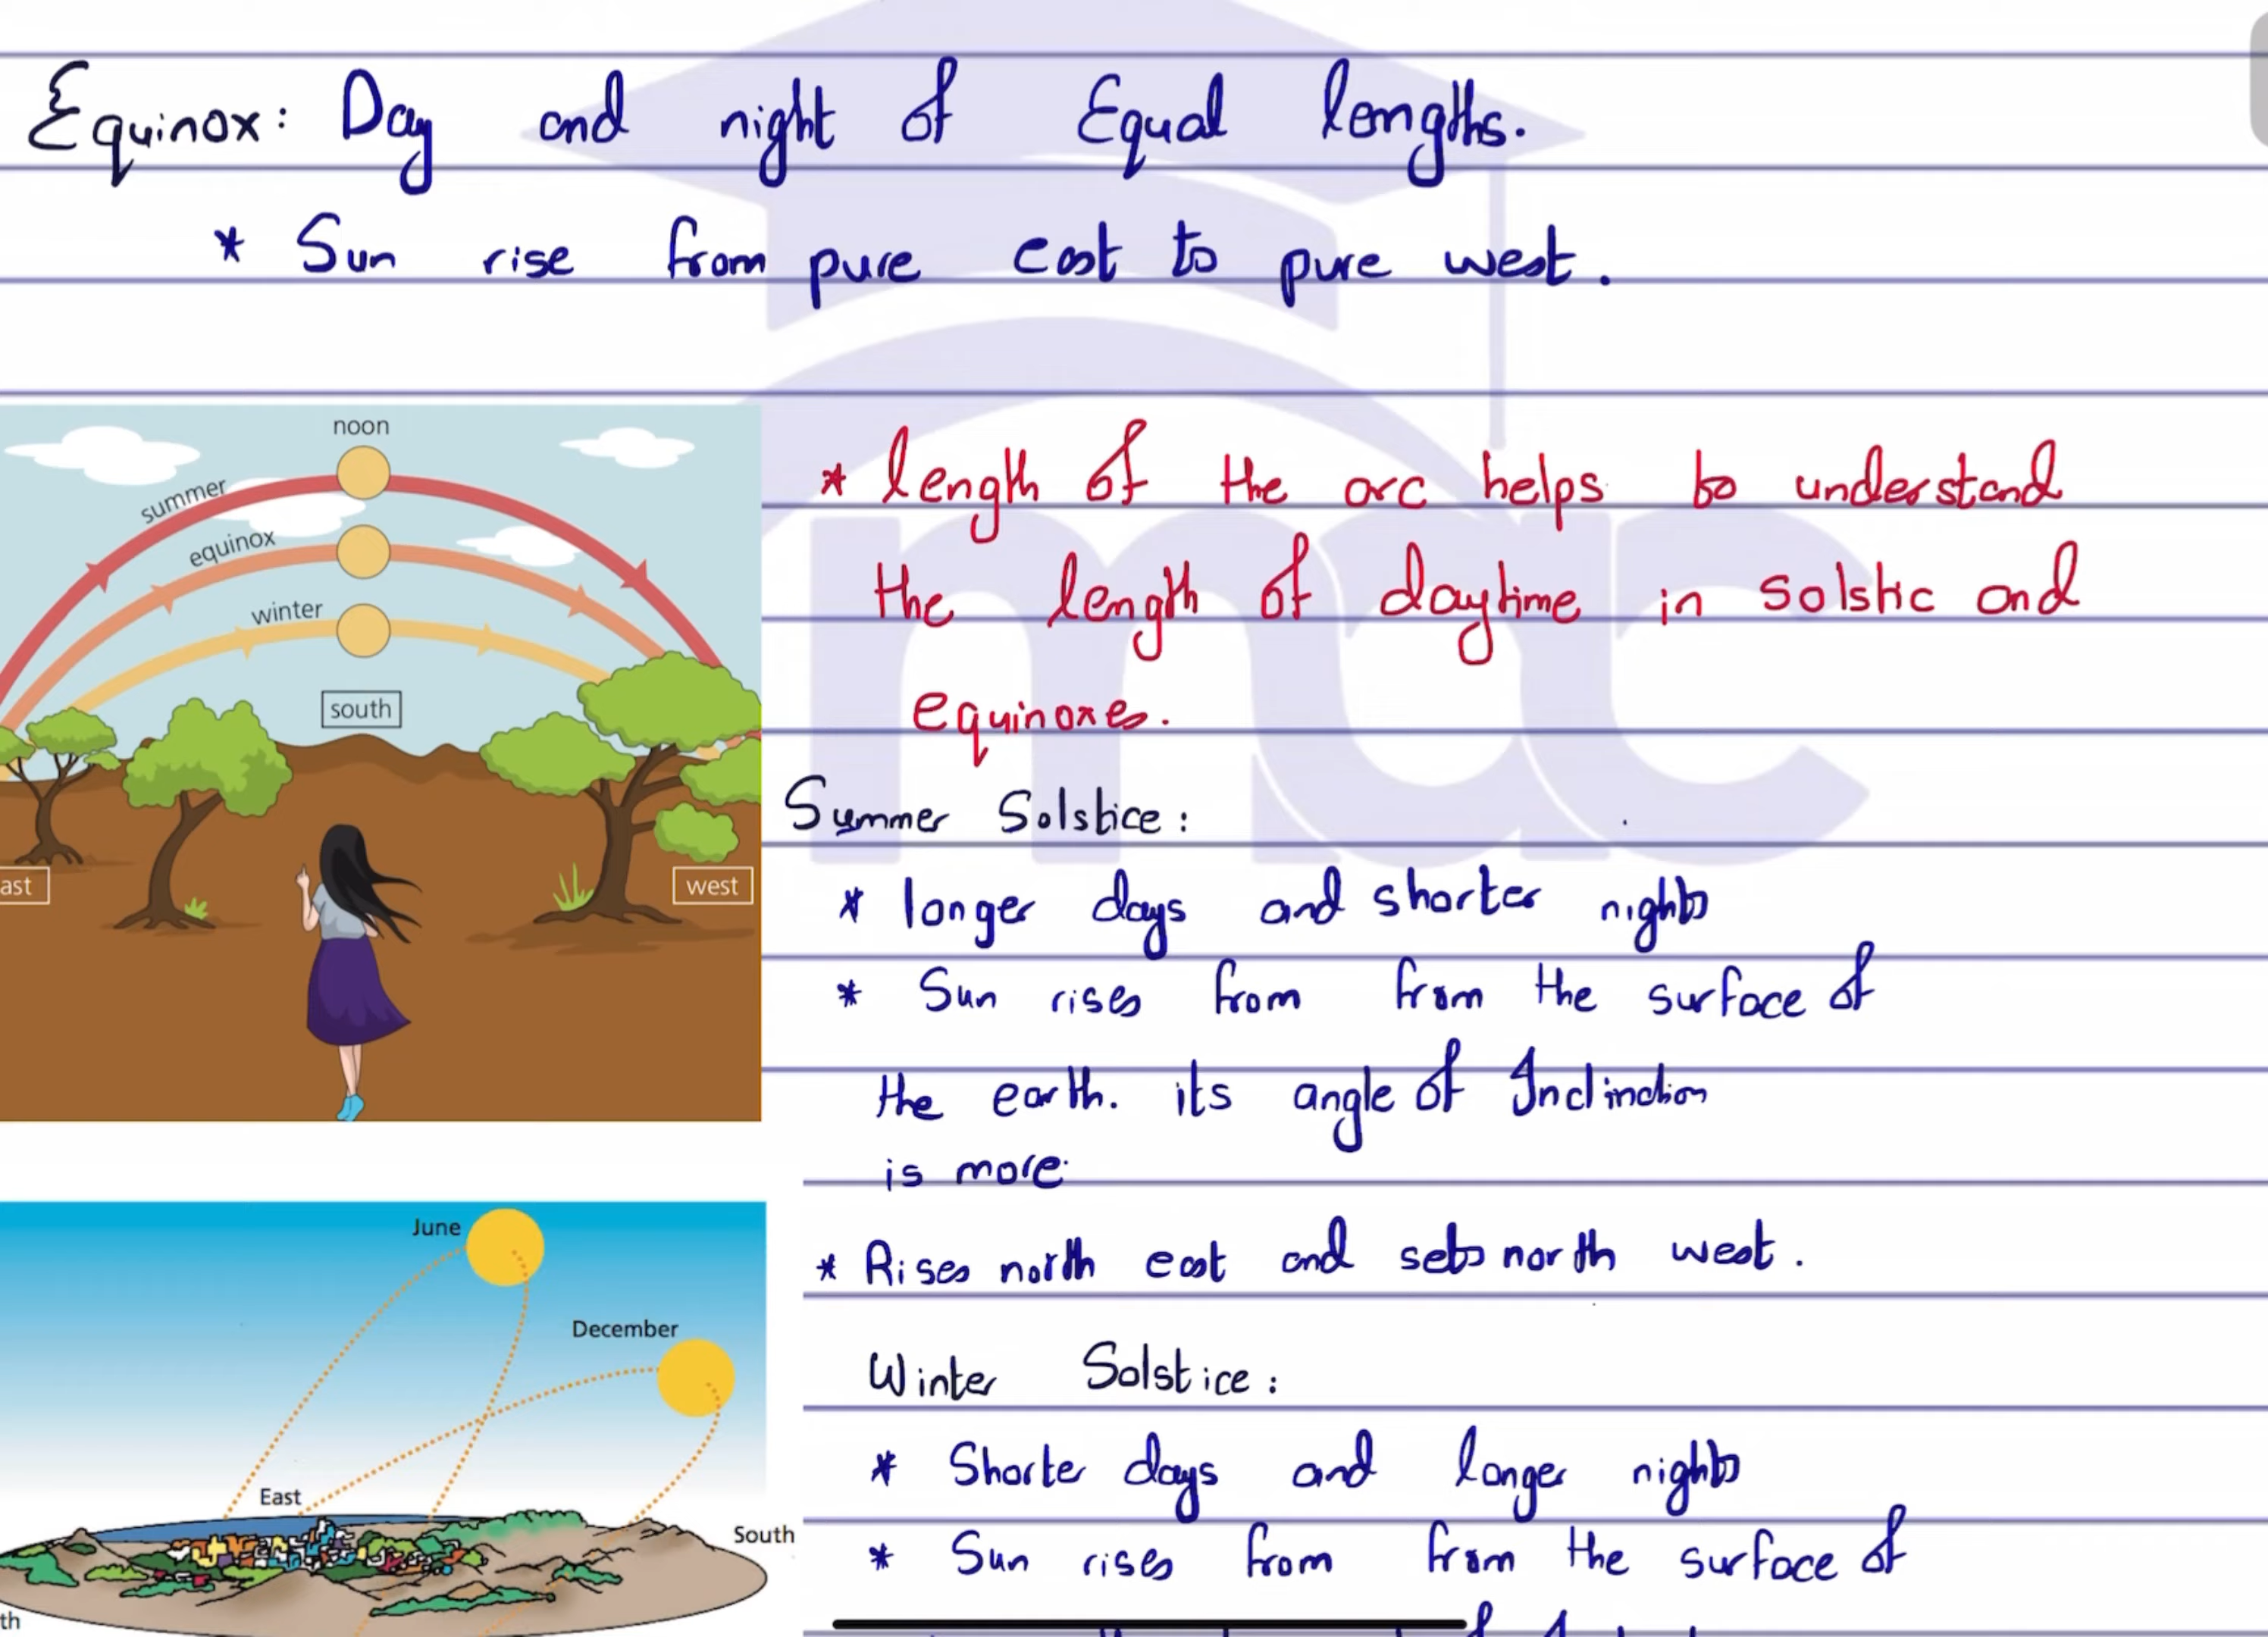 Equinox: Day and night of Equal lengths.
* Sun rise from pure east to pure west.
noon
summer
equinox
winter
south
ast
west
* length of the arc helps to understand
the length of daytime in solstic and
equinoxes.
Summer Solstice:
* longer days and shorter nights
* Sun rises from from the surface of
the earth. its angle of Inclination
is more
* Rises north east and sets north west.
June
December
East
South
th
Winter Solstice:
* Shorter days and longer nights
* Sun rises from from the surface of
mac